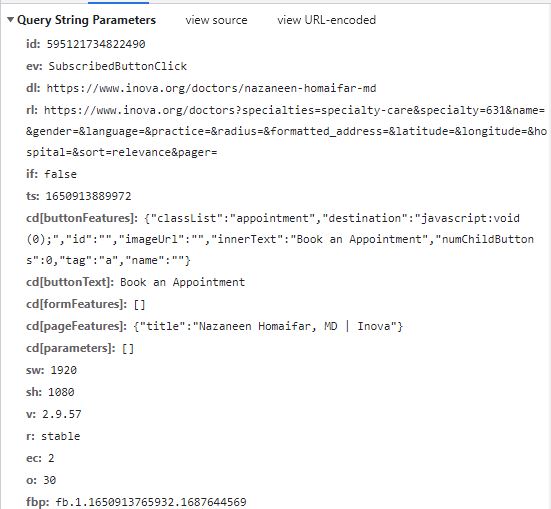 ▼Query String Parameters view source view URL-encoded
id: 595121734822490
ev: SubscribedButtonClick
dl: https://www.inova.org/doctors/nazaneen-homaifar-md
rl: https://www.inova.org/doctors?specialties=specialty-care&specialty=631&name=
&gender=&language=&practice=&radius=&formatted_address=&latitude=&longitude=&ho
spital=&sort=relevance&pager=
if: false
ts: 1650913889972
cd[buttonFeatures]: {"classList":"appointment","destination":"javascript:void
(0);","id":"","imageUrl":"","innerText":"Book an Appointment","numChildButton
s":0,"tag":"a","name":""}
cd[buttonText]: Book an Appointment
cd[formFeatures]: []
cd[pageFeatures]: {"title":"Nazaneen Homaifar, MD | Inova"}
cd[parameters]: []
sw: 1920
sh: 1080
v: 2.9.57
r: stable
ec: 2
o: 30
fbp: fb.1.1650913765932.1687644569